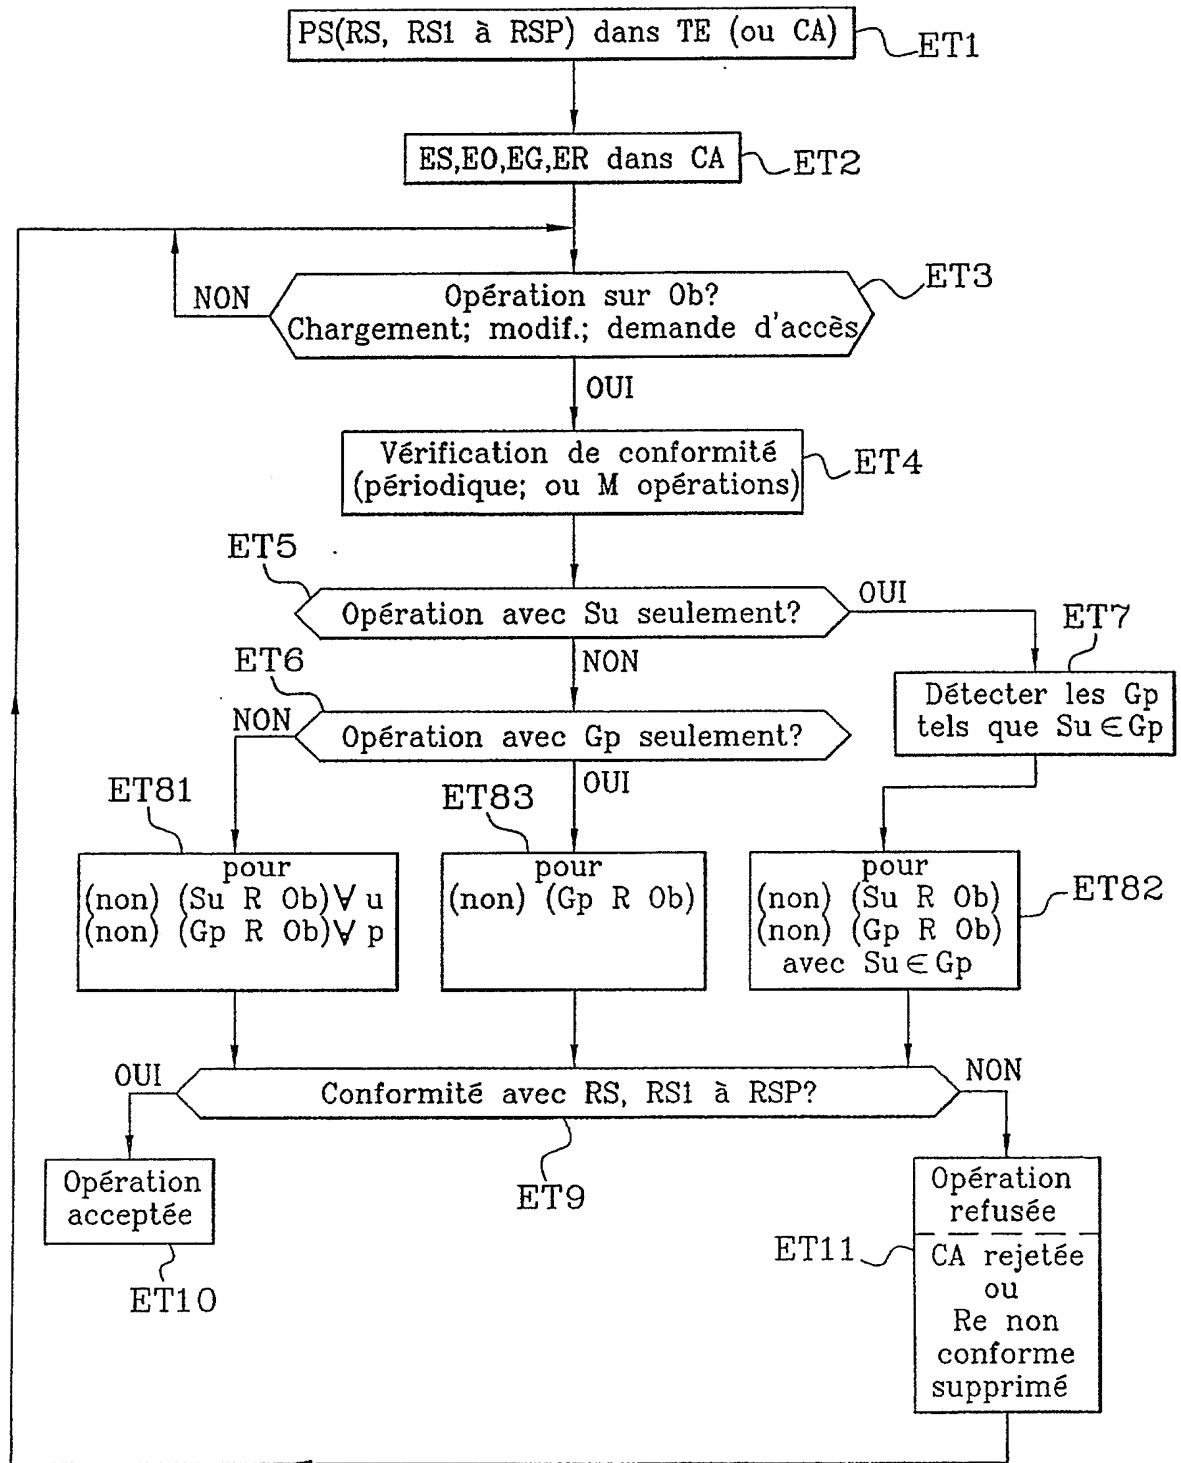 PS(RS, RS1 à RSP) dans TE (ou CA)
ET1
ES,EO,EG,ER dans CA
ET2
ET3
NON
Opération sur Ob?
Chargement; modif.; demande d'accès
OUI
Vérification de conformité
(périodique; ou M opérations)
ET4
ET5
Opération avec Su seulement?
OUI
ET7
NON
ET6
Détecter les Gp
tels que Su ∈ Gp
NON
Opération avec Gp seulement?
OUI
ET81
ET83
pour
(non) (Su R Ob)∀ u
(non) (Gp R Ob)∀ p
pour
(non) (Gp R Ob)
pour
(non) (Su R Ob)
(non) (Gp R Ob)
avec Su ∈ Gp
ET82
OUI
Conformité avec RS, RS1 à RSP?
NON
ET9
Opération
acceptée
ET10
Opération
refusée
ET11
CA rejetée
ou
Re non
conforme
supprimé